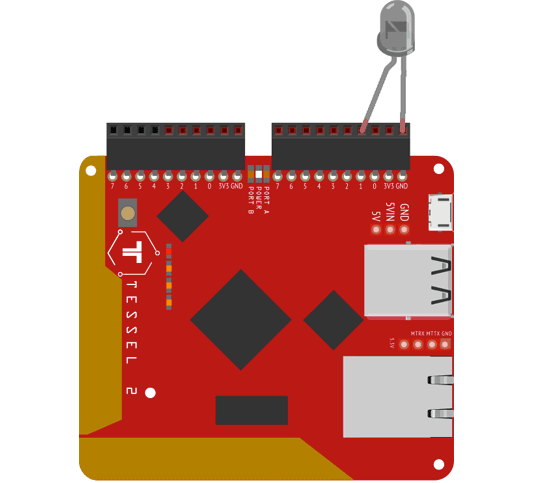 7 6 5 4 3 2 1 0 3V3 GND
7 6 5 4 3 2 1 0 3V3 GND
PORT B
POWER
PORT A
5V
5VIN
GND
TESSEL 2
MTRX MTTX GND
3.3V